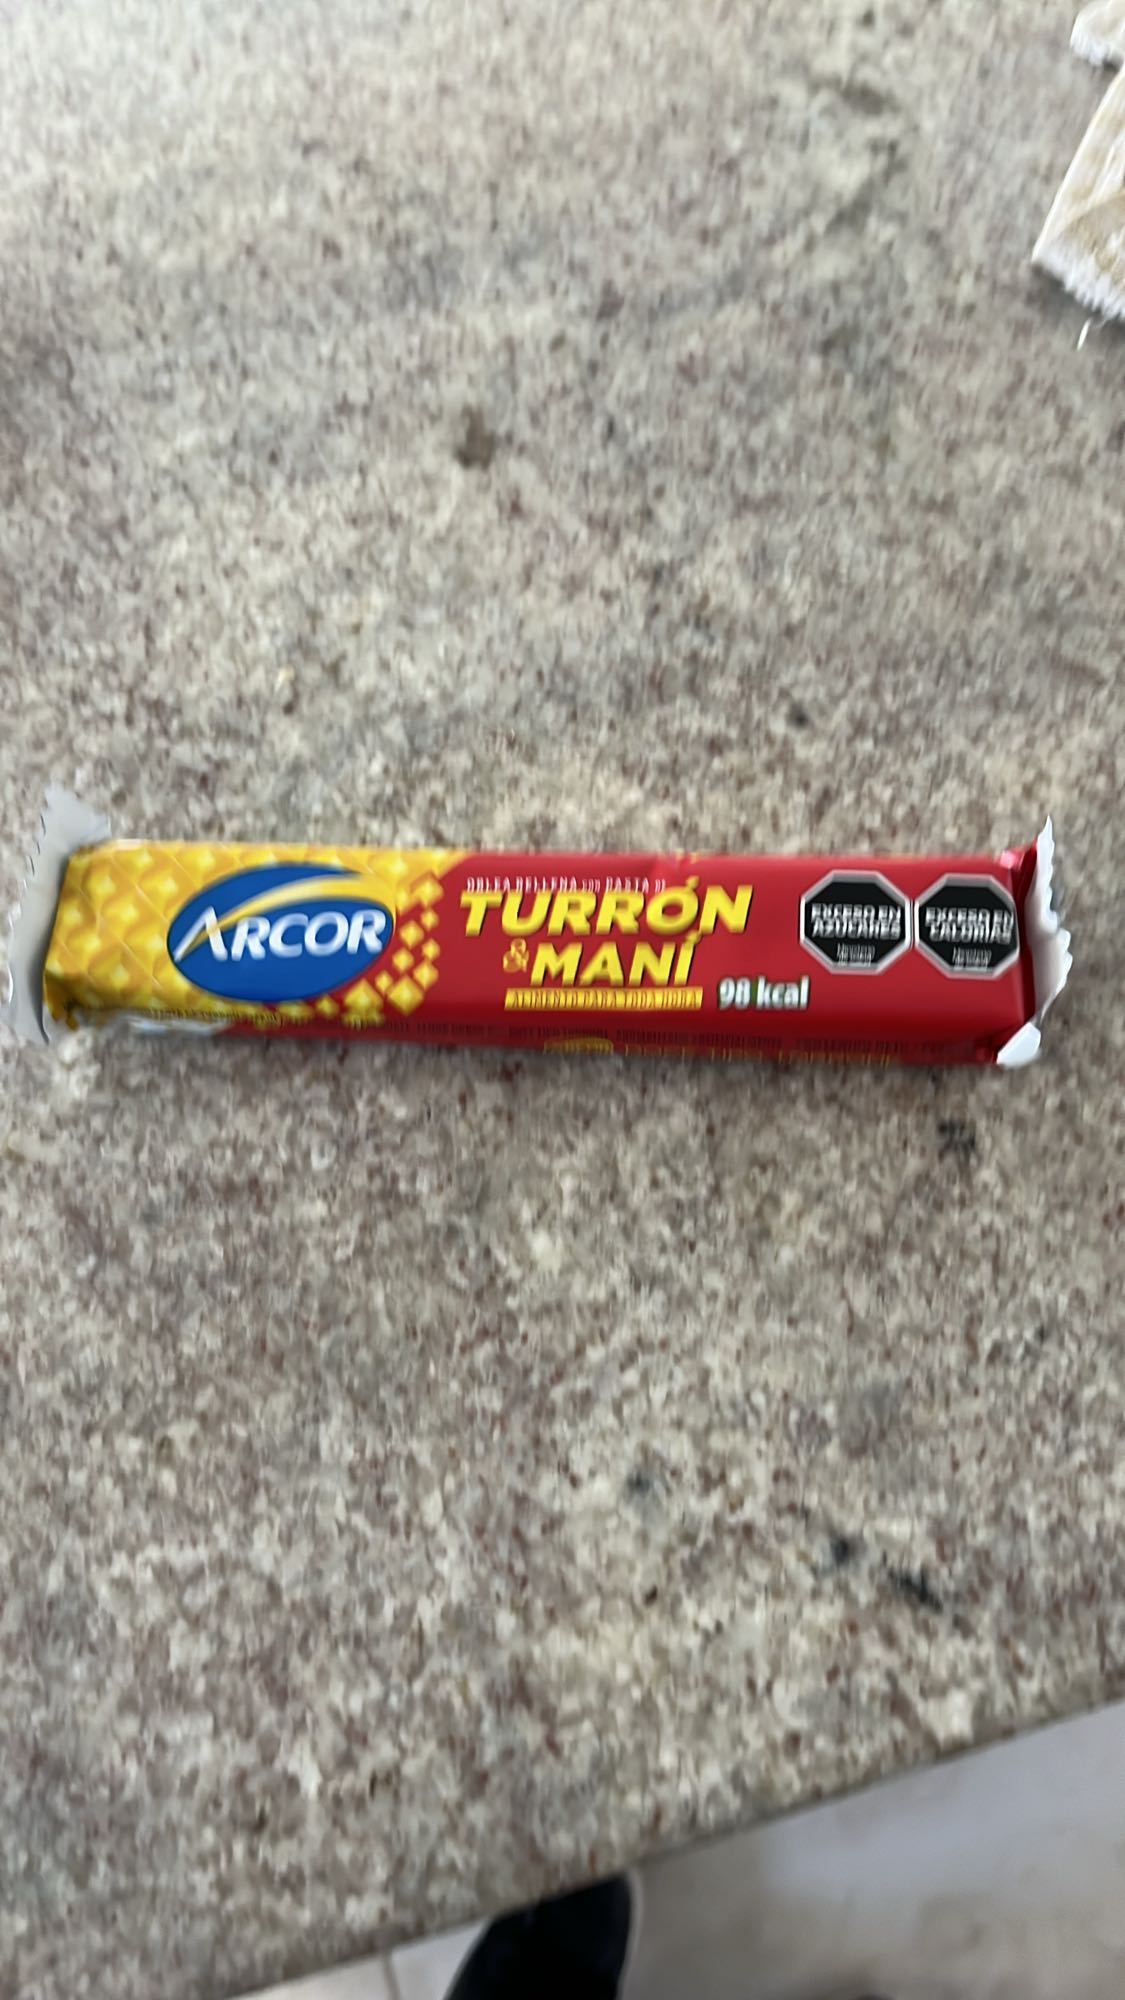 ARCOR
OBLEA RELLENA CON PASTA DE
TURRÓN
& MANÍ
ALIMENTO PARA TODA HORA
98 kcal
EXCESO EN
AZÚCARES
EXCESO EN
CALORÍAS